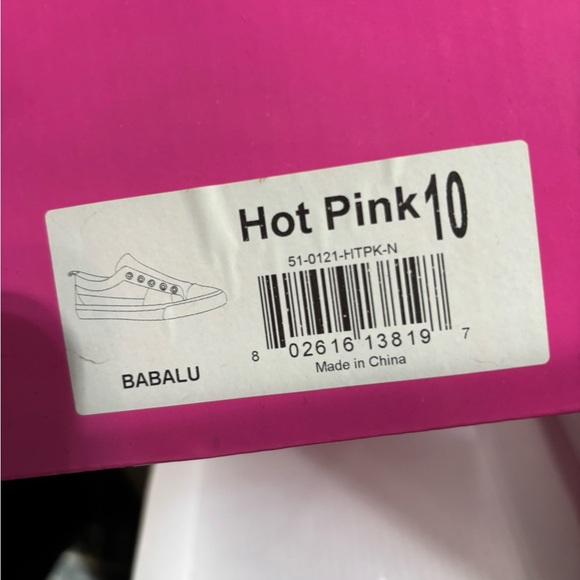 Hot Pink 10
51-0121-HTPK-N
8 02616 13819 7
Made in China
BABALU